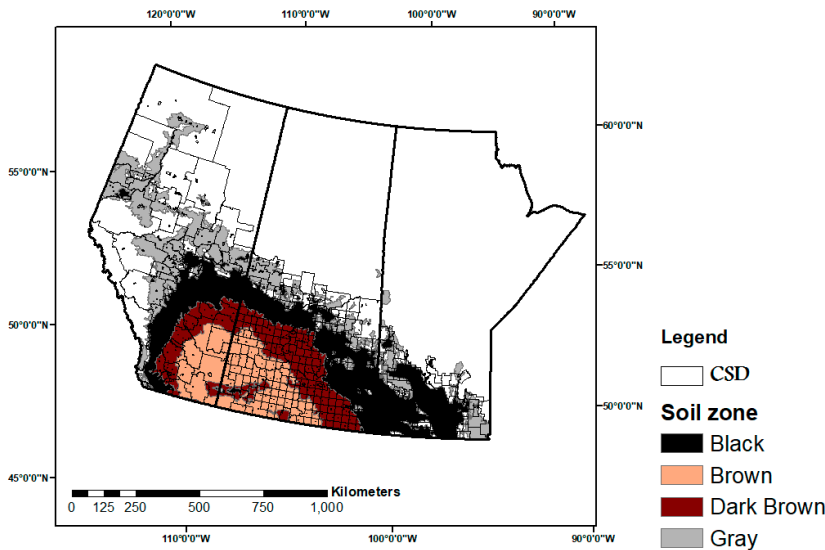 120°0'0"W 110°0'0"W 100°0'0"W 90°0'0"W
60°0'0"N
55°0'0"N
55°0'0"N
50°0'0"N
Legend
CSD
50°0'0"N
Soil zone
Black
Brown
45°0'0"N
Kilometers
0 125 250 500 750 1,000
Dark Brown
Gray
110°0'0"W 100°0'0"W 90°0'0"W